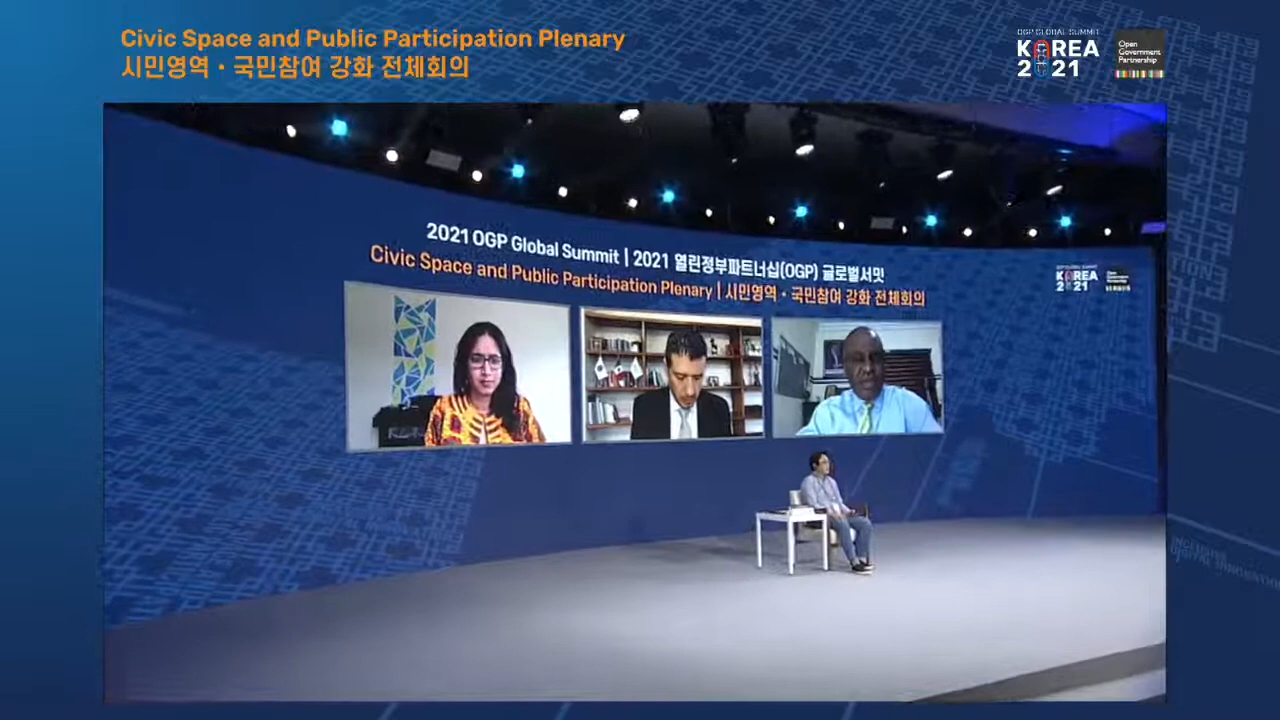 Civic Space and Public Participation Plenary
시민영역·국민참여 강화 전체회의
OGP GLOBAL SUMMIT
KOREA
2021
Open
Government
Partnership
2021 OGP Global Summit | 2021 열린정부파트너십(OGP) 글로벌서밋
Civic Space and Public Participation Plenary | 시민영역·국민참여 강화 전체회의
KOREA
2021
INCLUSIVE
DIGITAL INNOVATION